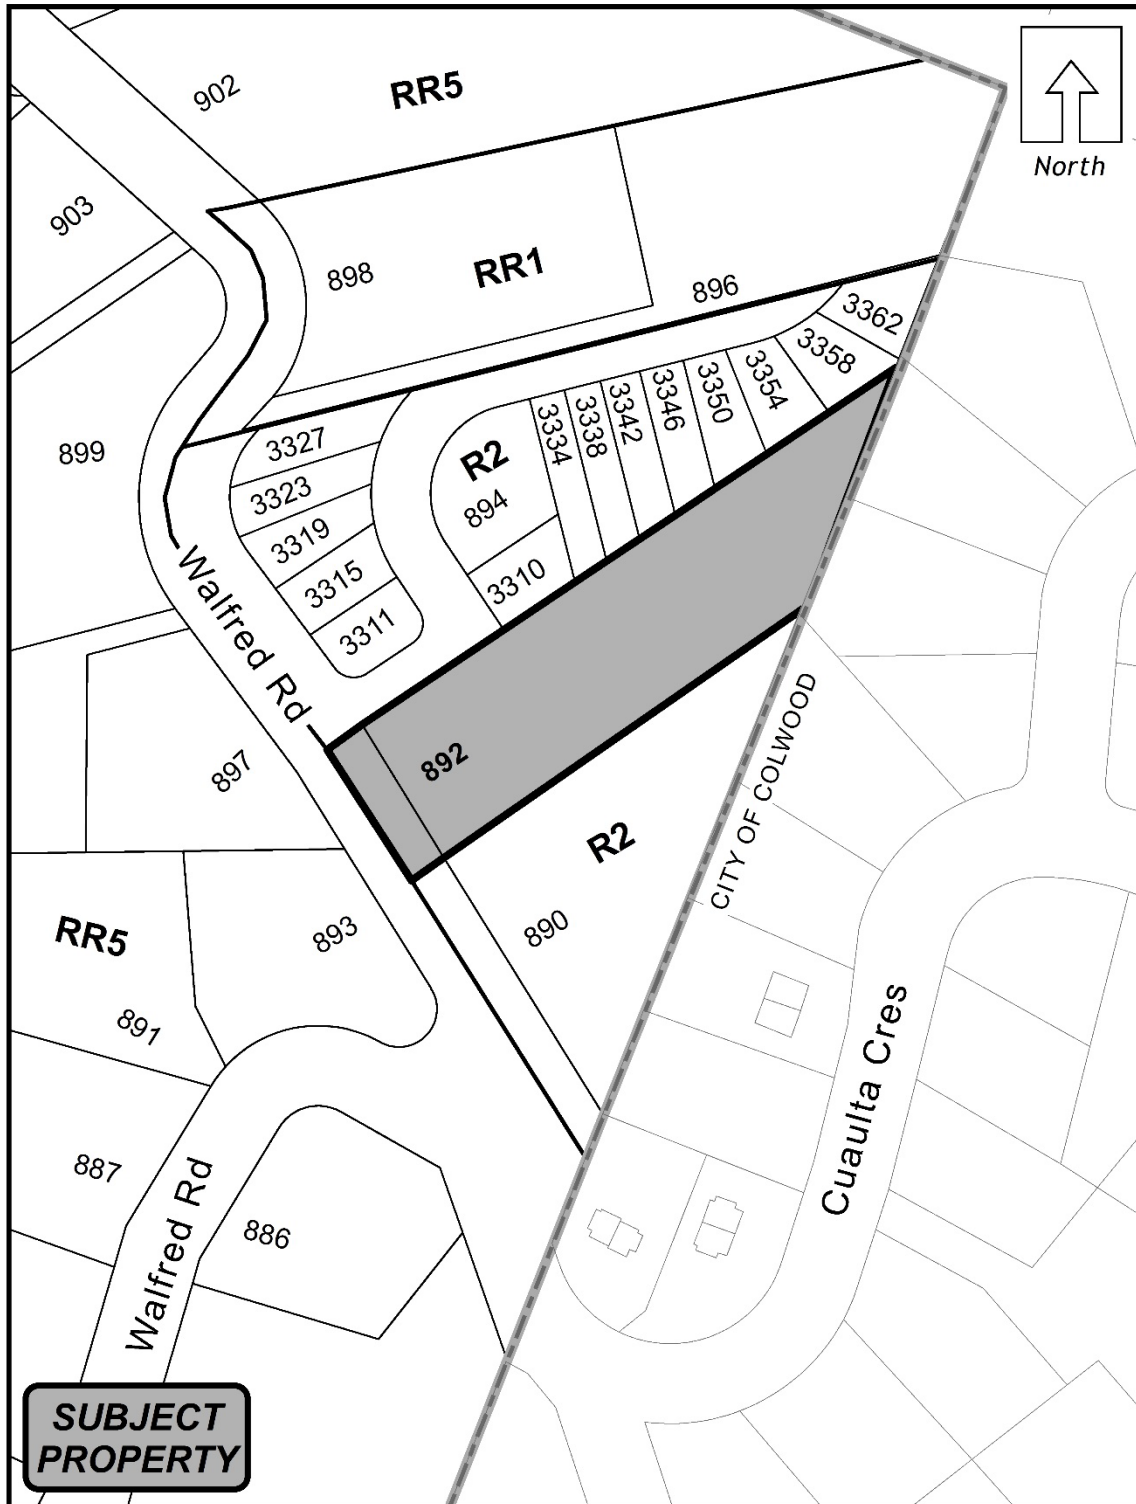 902
RR5
North
903
898
RR1
896
3362
3358
899
3327
3334
3338
3342
3346
3350
3354
R2
3323
894
3319
3315
3310
3311
Walfred Rd
892
897
CITY OF COLWOOD
R2
RR5
893
890
891
Cuaulta Cres
887
Walfred Rd
886
SUBJECT
PROPERTY